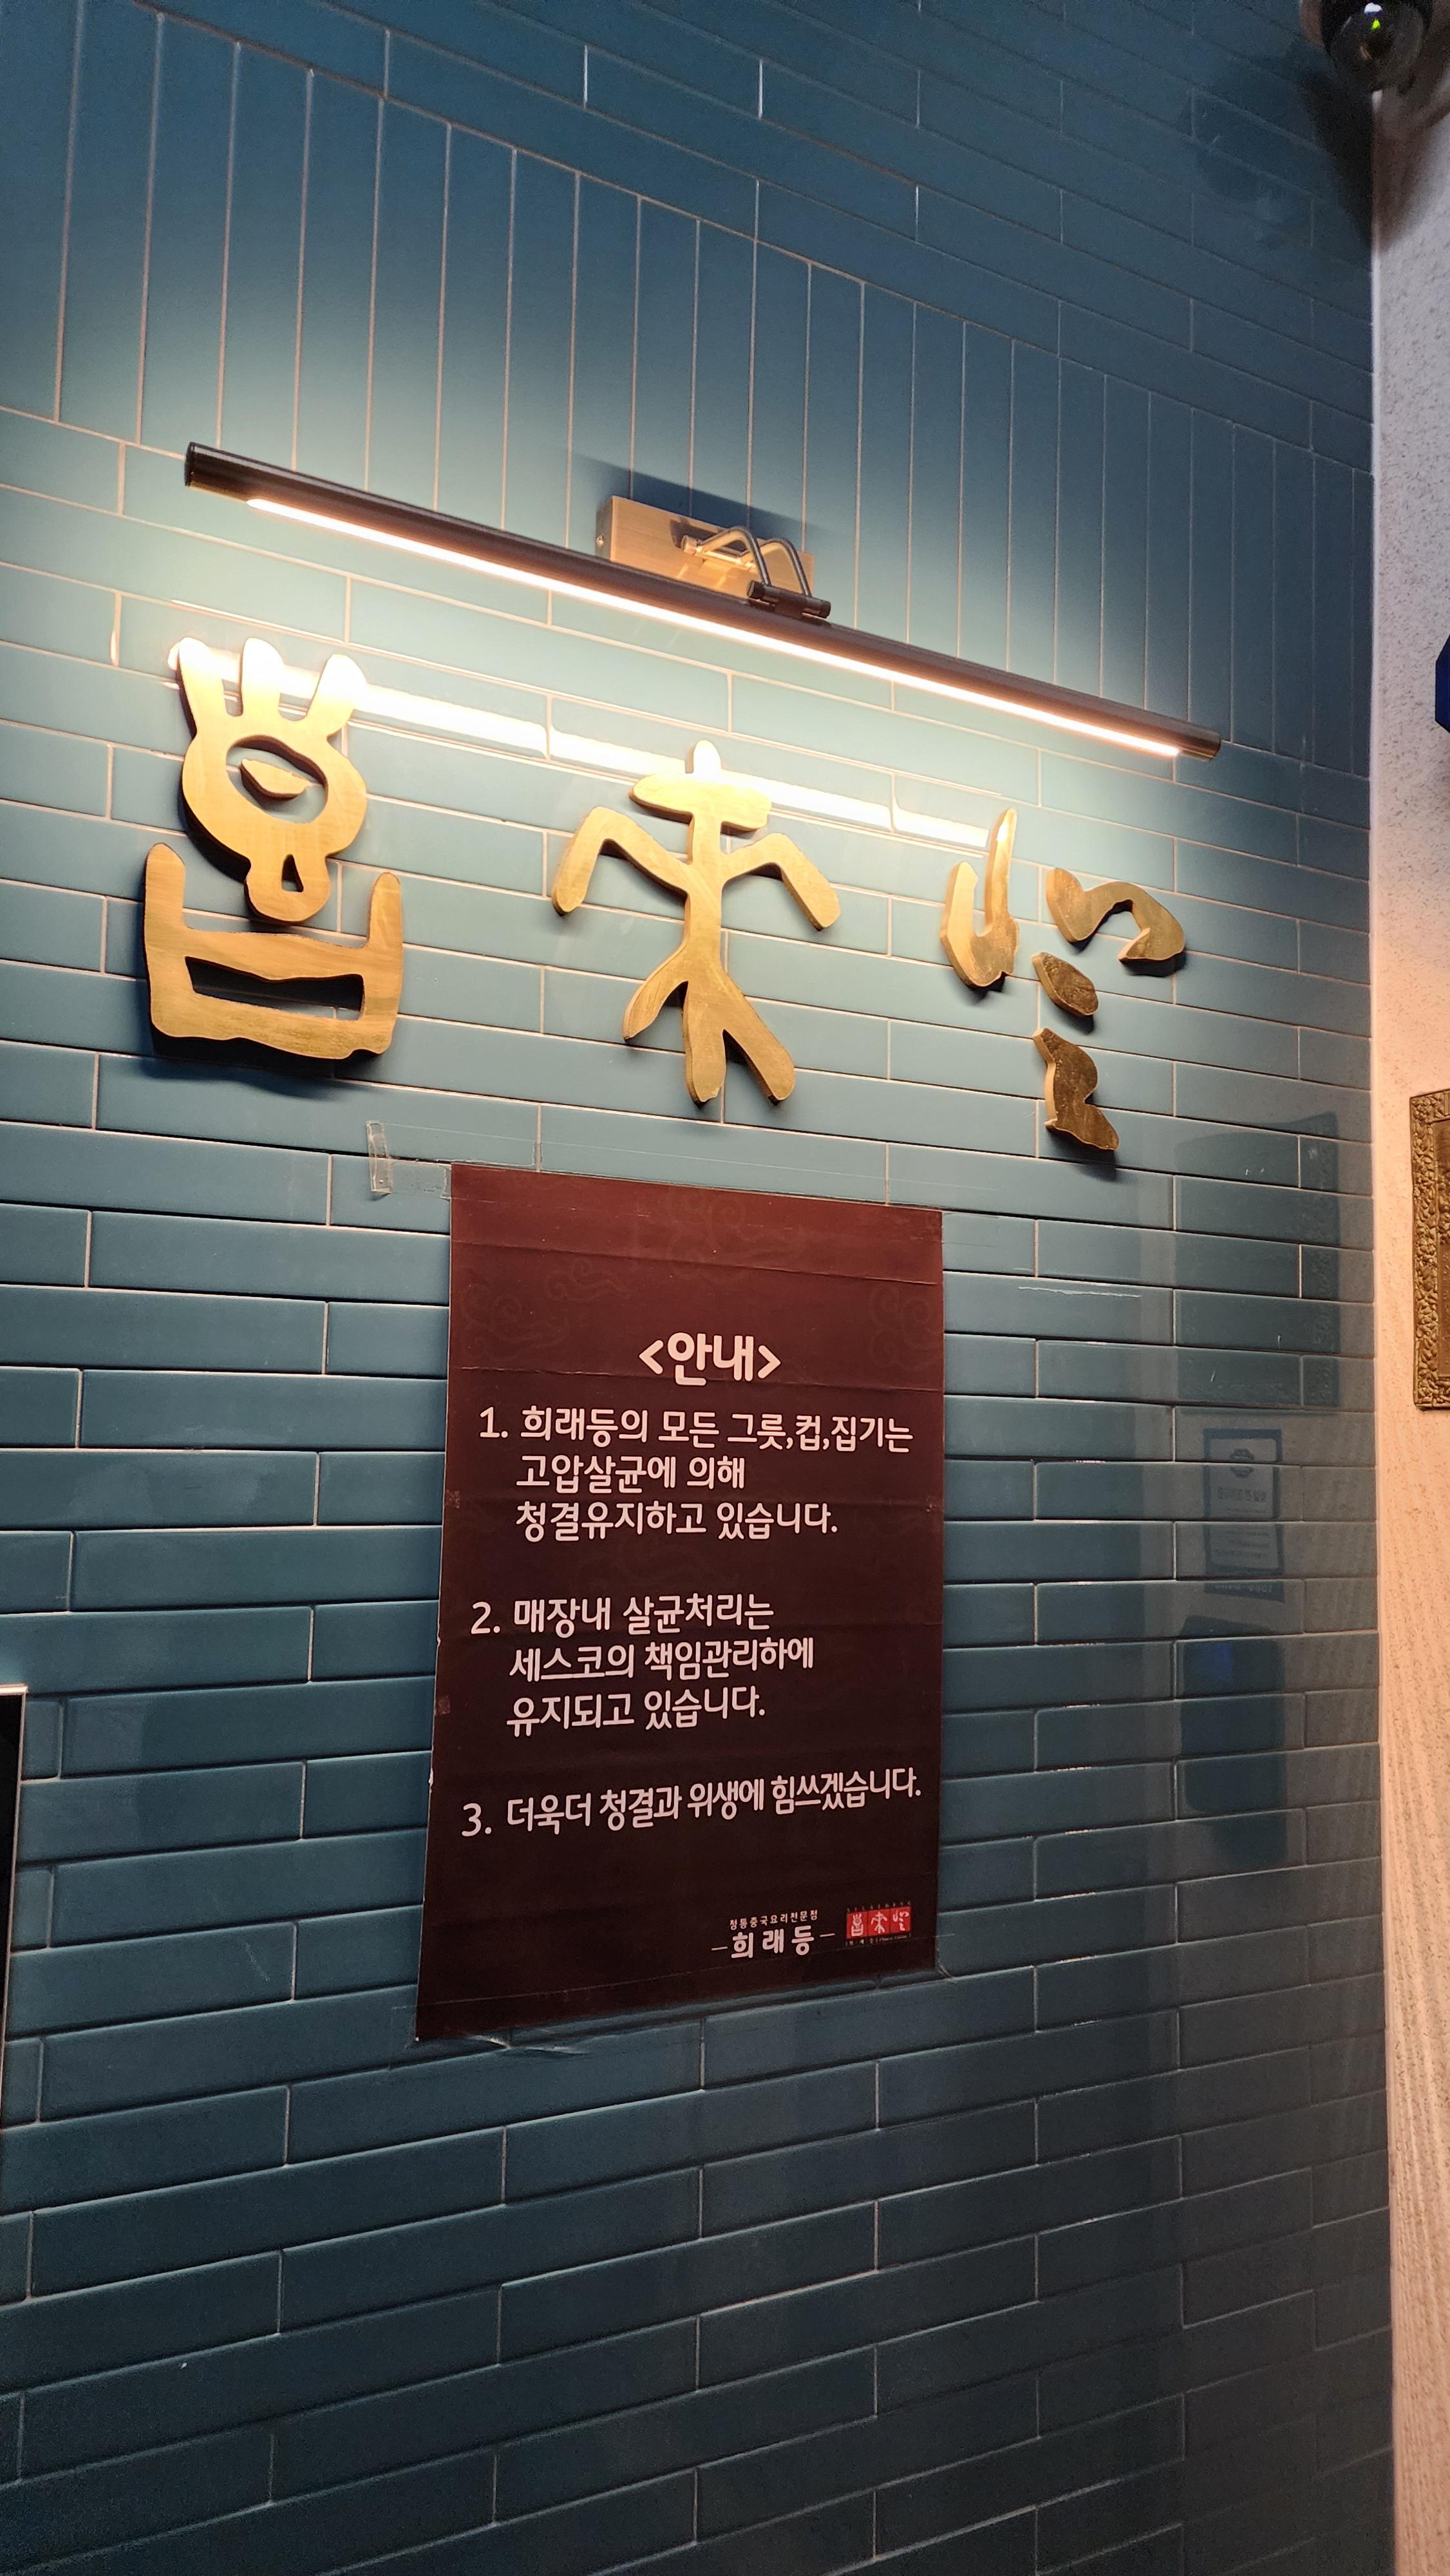 <안내>
1. 희래등의 모든 그릇,컵,집기는
고압살균에 의해
청결유지하고 있습니다.
2. 매장내 살균처리는
세스코의 책임관리하에
유지되고 있습니다.
3. 더욱더 청결과 위생에 힘쓰겠습니다.
정통중국요리전문점
-희래등-